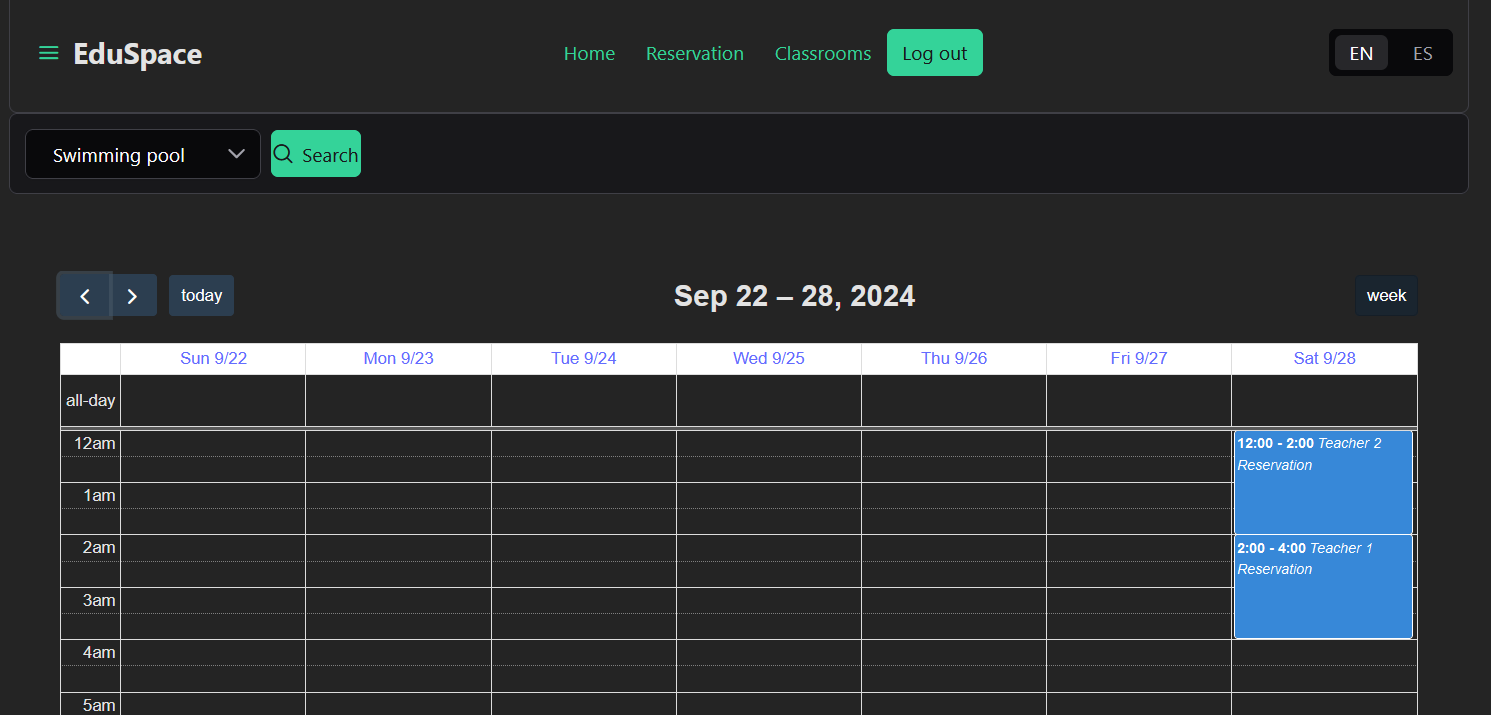 EduSpace Home Reservation Classrooms Log out EN ES
Swimming pool Search
today Sep 22 – 28, 2024 week
Sun 9/22 Mon 9/23 Tue 9/24 Wed 9/25 Thu 9/26 Fri 9/27 Sat 9/28
all-day
12am 12:00 - 2:00 Teacher 2
Reservation
1am
2am 2:00 - 4:00 Teacher 1
Reservation
3am
4am
5am